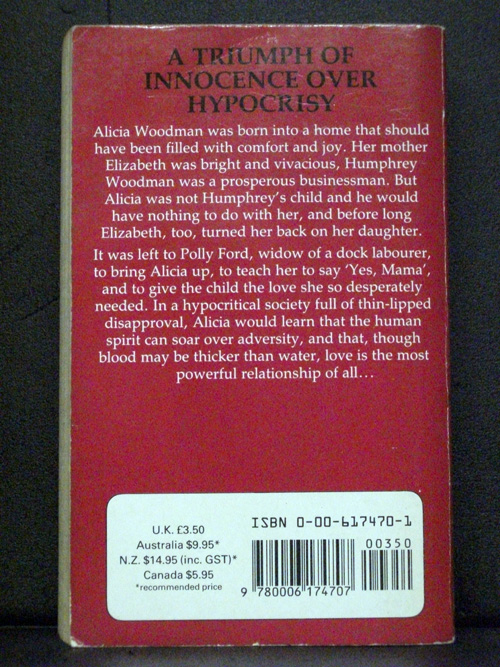 A TRIUMPH OF
INNOCENCE OVER
HYPOCRISY
Alicia Woodman was born into a home that should
have been filled with comfort and joy. Her mother
Elizabeth was bright and vivacious, Humphrey
Woodman was a prosperous businessman. But
Alicia was not Humphrey's child and he would
have nothing to do with her, and before long
Elizabeth, too, turned her back on her daughter.
It was left to Polly Ford, widow of a dock labourer,
to bring Alicia up, to teach her to say 'Yes, Mama',
and to give the child the love she so desperately
needed. In a hypocritical society full of thin-lipped
disapproval, Alicia would learn that the human
spirit can soar over adversity, and that, though
blood may be thicker than water, love is the most
powerful relationship of all...
U.K. £3.50
Australia $9.95*
N.Z. $14.95 (inc. GST)*
Canada $5.95
*recommended price
ISBN 0-00-617470-1
00350
9 780006 174707